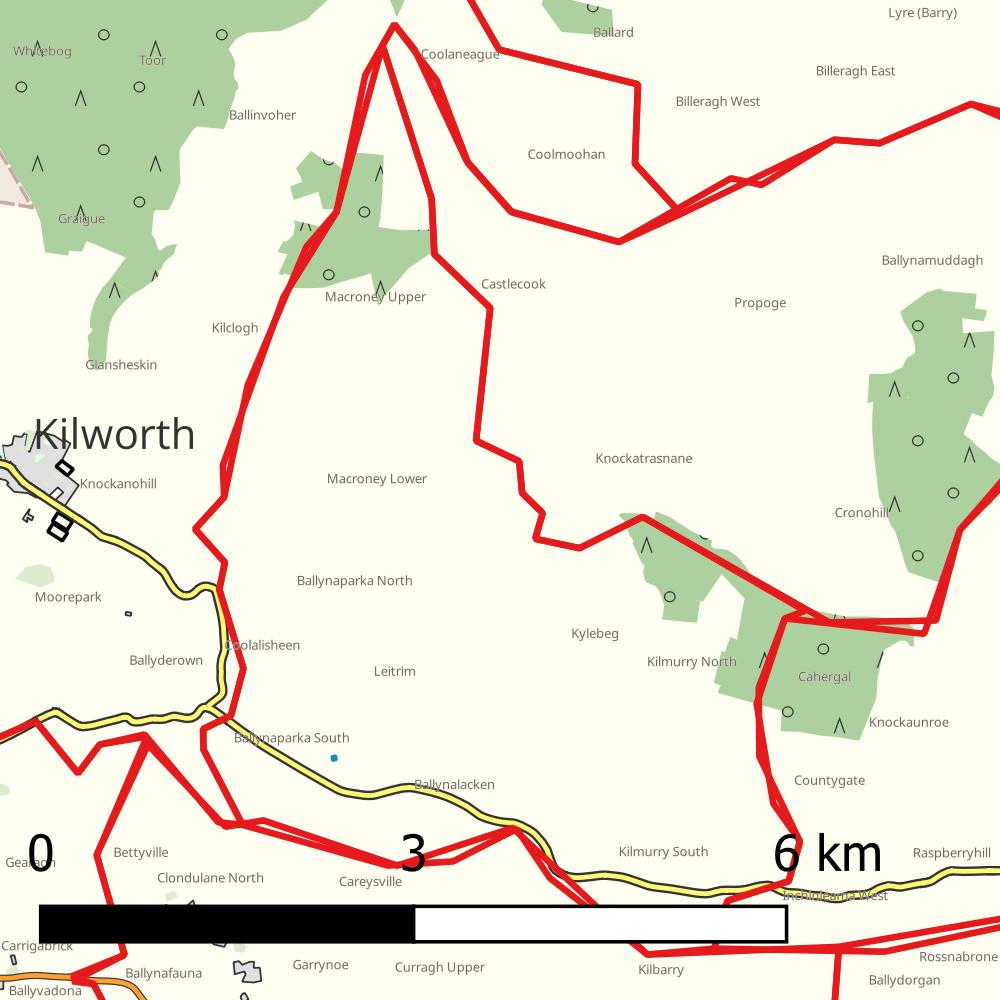 Lyre (Barry)
Ballard
Whitebog
Coolaneague
Toor
Billeragh East
Billeragh West
Ballinvoher
Coolmoohan
Graigue
Ballynamuddagh
Castlecook
Macroney Upper
Propoge
Kilclogh
Glansheskin
Kilworth
Knockatrasnane
Macroney Lower
Knockanohill
Cronohill
Ballynaparka North
Moorepark
Kylebeg
Coolalisheen
Ballyderown
Kilmurry North
Leitrim
Cahergal
Knockaunroe
Ballynaparka South
Countygate
Ballynalacken
0 3 6 km
Bettyville
Kilmurry South
Raspberryhill
Gearagh
Clondulane North
Careysville
Inchinleama West
Carrigabrick
Rossnabrone
Garrynoe
Curragh Upper
Kilbarry
Ballynafauna
Ballydorgan
Ballyvadona